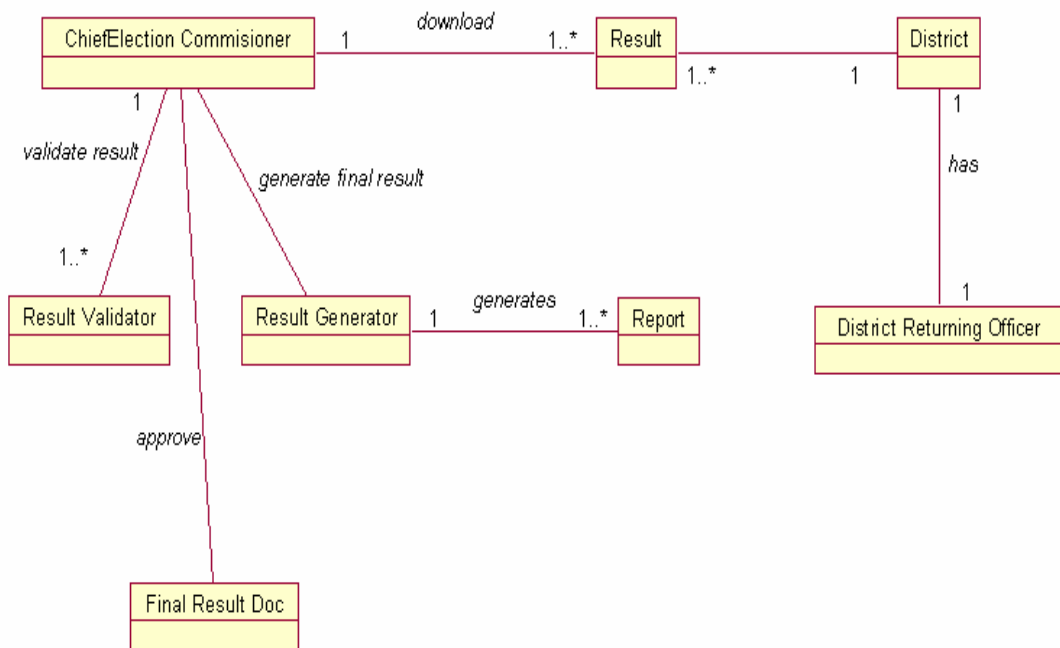 ChiefElection Commisioner
1
download
1..*
Result
1..*
1
District
1
1
validate result
generate final result
has
1..*
Result Validator
Result Generator
1
generates
1..*
Report
1
District Returning Officer
approve
Final Result Doc